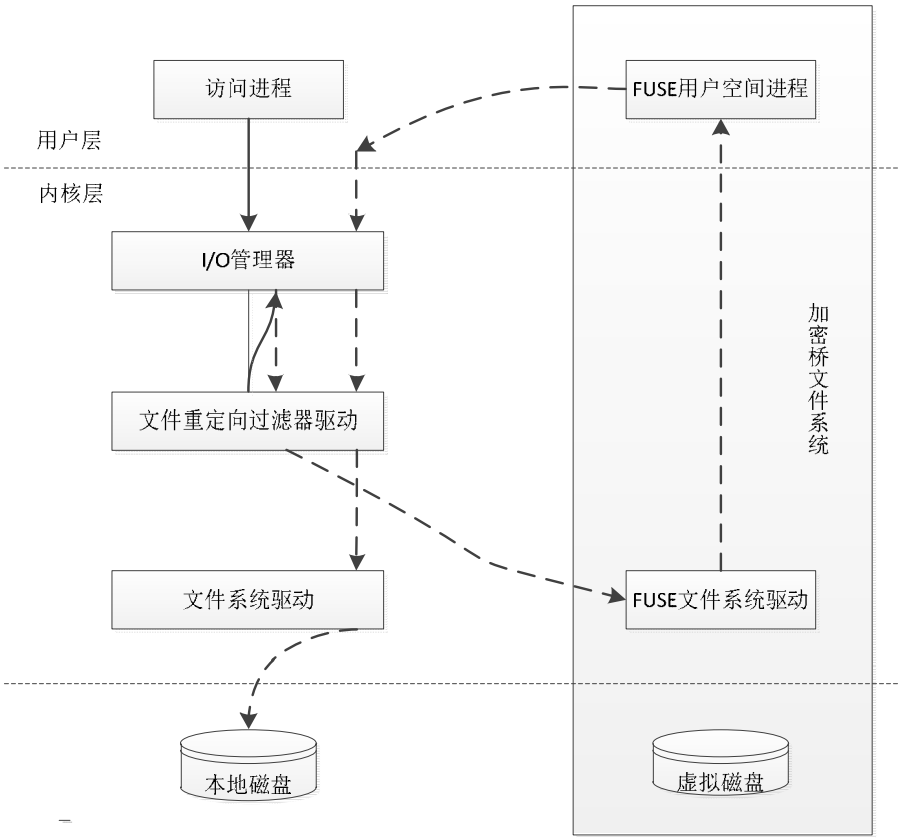 访问进程
FUSE用户空间进程
用户层
内核层
I/O管理器
加密桥文件系统
文件重定向过滤器驱动
文件系统驱动
FUSE文件系统驱动
本地磁盘
虚拟磁盘